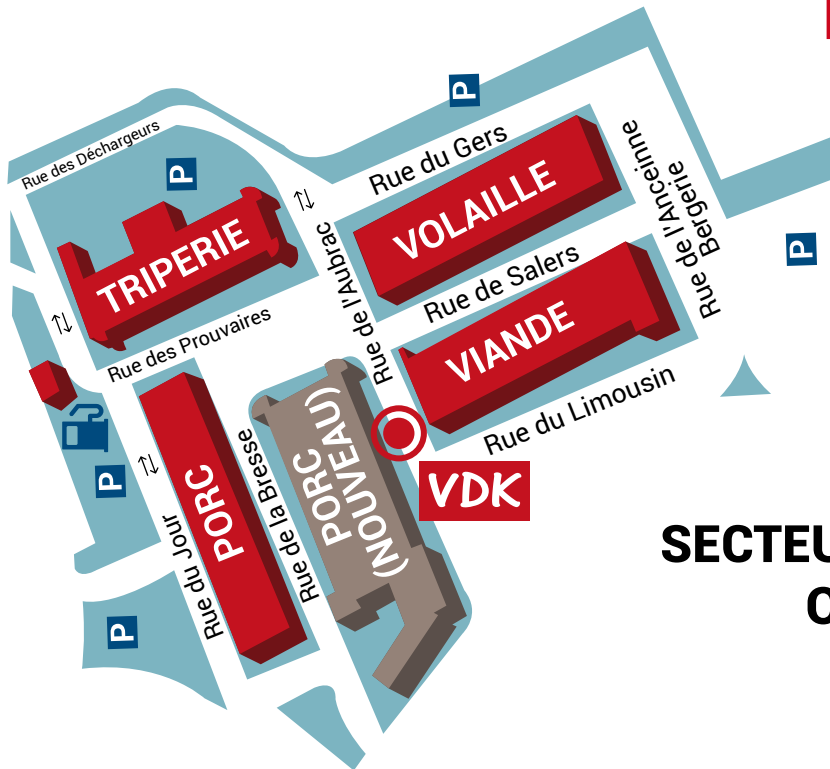 P
Rue des Déchargeurs
P
Rue du Gers
VOLAILLE
Rue de l'Anceinne
Bergerie
P
TRIPERIE
Rue de l'Aubrac
Rue de Salers
VIANDE
Rue des Prouvaires
Rue du Limousin
PORC
(NOUVEAU)
VDK
P
PORC
Rue de la Bresse
Rue du Jour
P
SECTEU
C